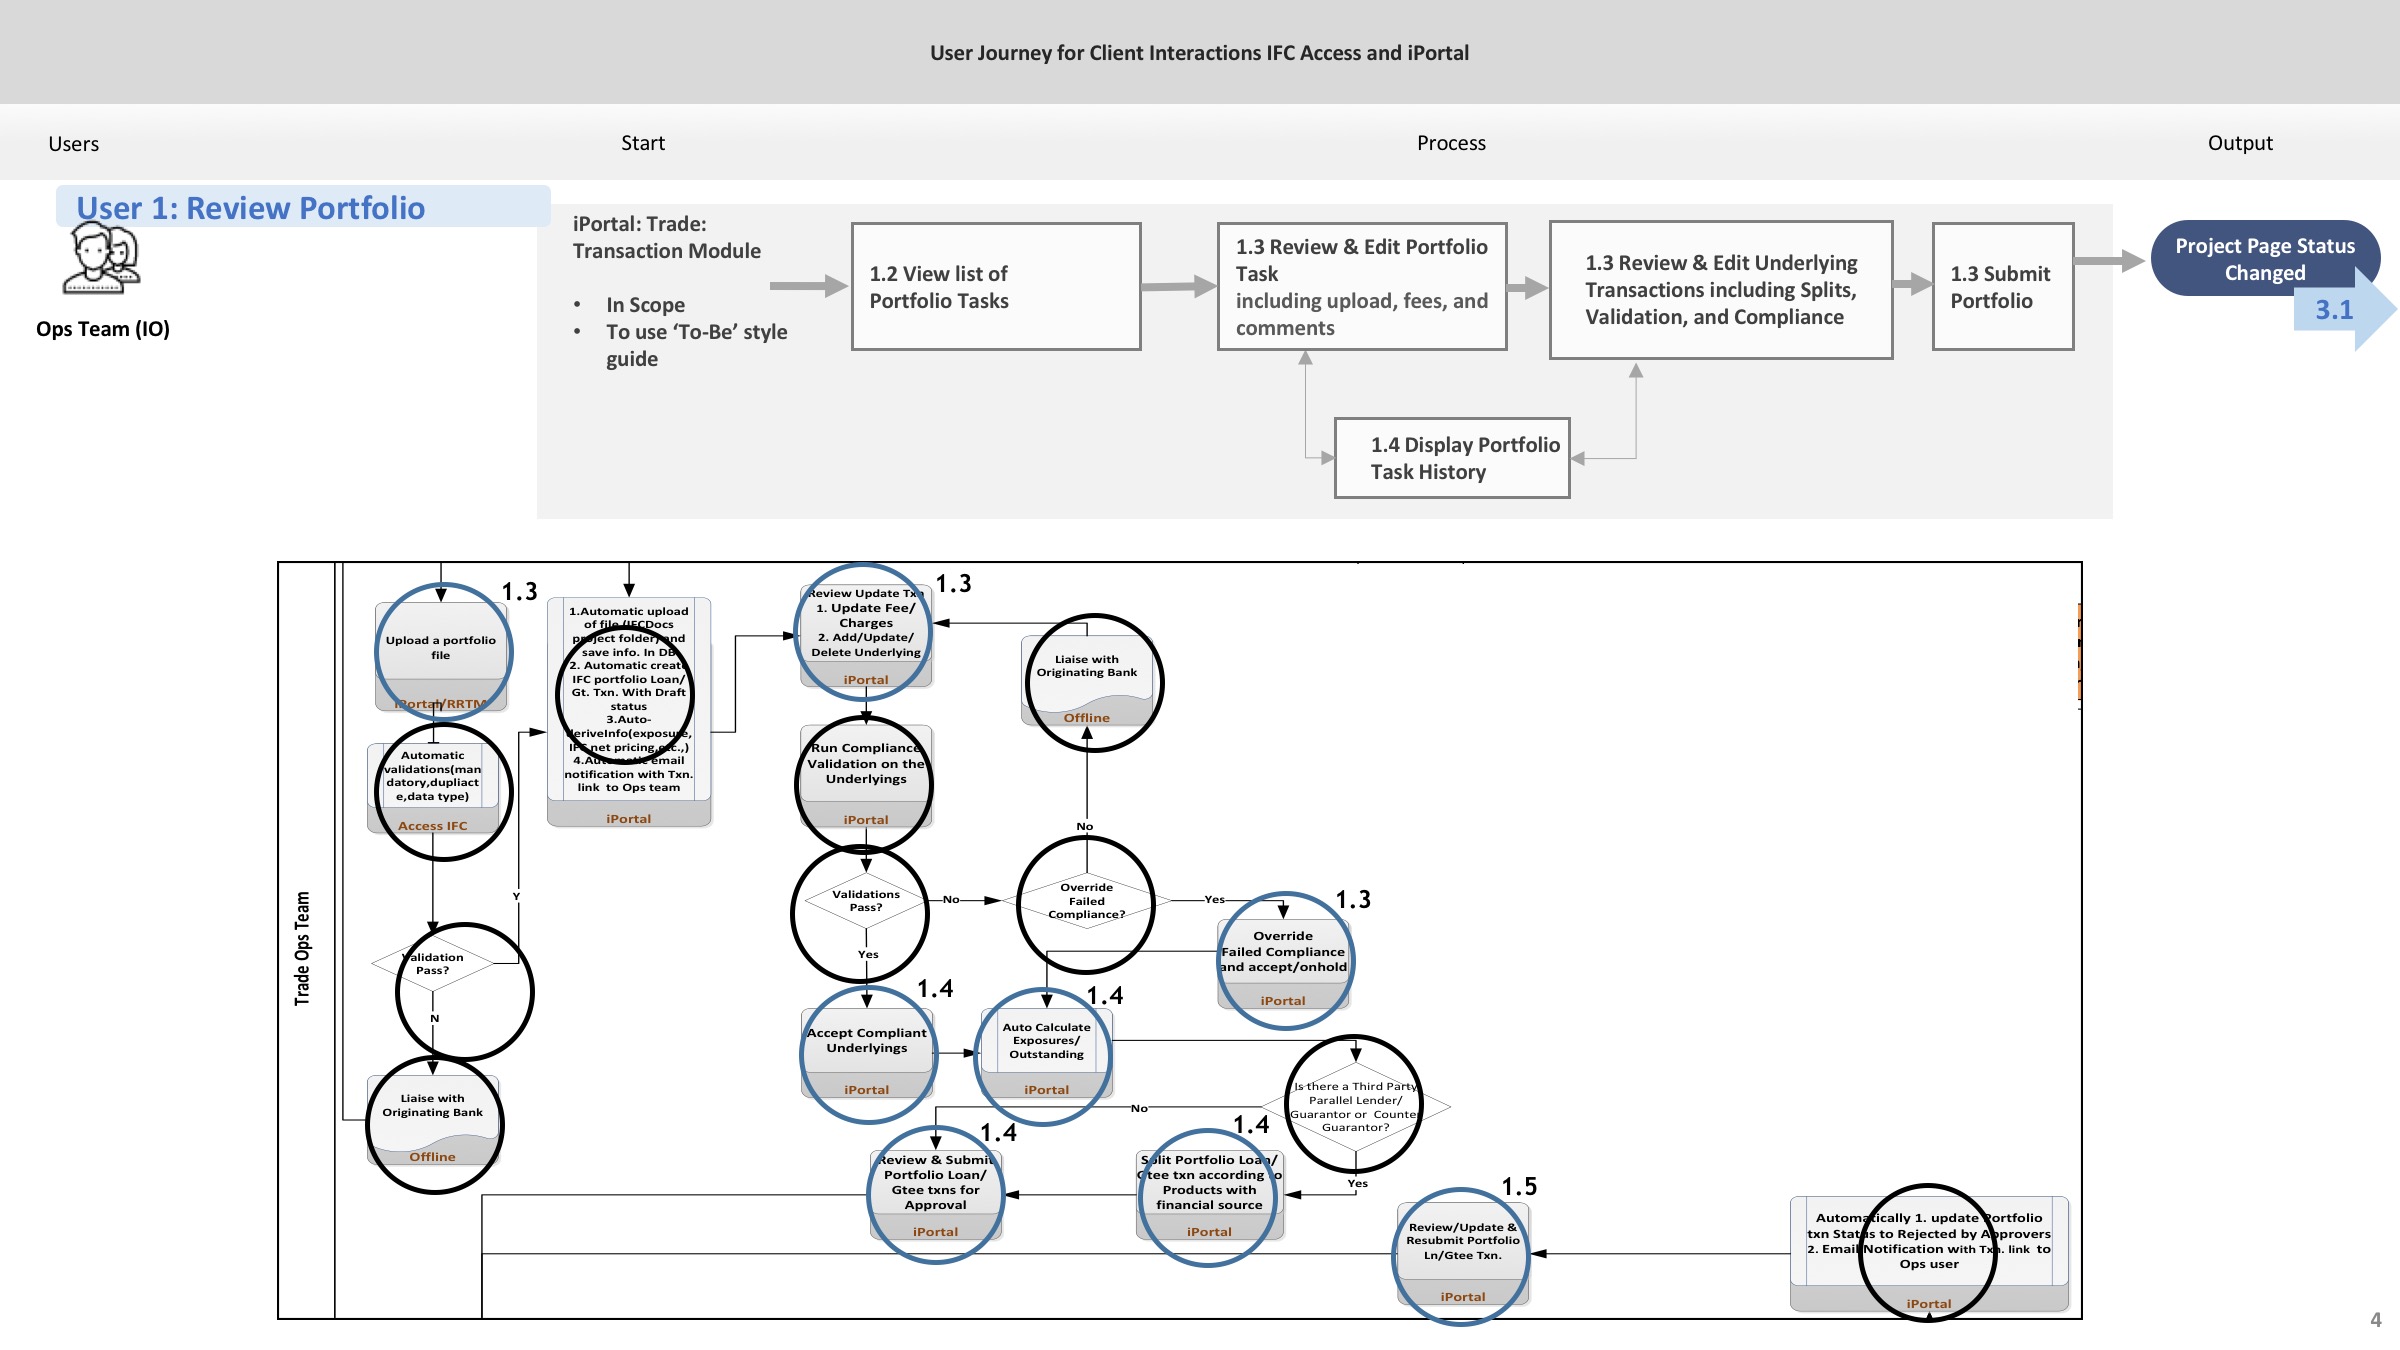 User Journey for Client Interactions IFC Access and iPortal
Users
Start
Process
Output
User 1: Review Portfolio
Ops Team (IO)
iPortal: Trade:
Transaction Module
• In Scope
• To use ‘To-Be’ style
guide
1.2 View list of
Portfolio Tasks
1.3 Review & Edit Portfolio
Task
including upload, fees, and
comments
1.3 Review & Edit Underlying
Transactions including Splits,
Validation, and Compliance
1.3 Submit
Portfolio
Project Page Status
Changed
3.1
1.4 Display Portfolio
Task History
Trade Ops Team
1.3
Upload a portfolio
file
iPortal/RRTM
Automatic
validations(man
datory,dupliact
e,data type)
Access IFC
Y
Validation
Pass?
N
Liaise with
Originating Bank
Offline
1.Automatic upload
of file (IFCDocs
project folder) and
save info. In DB
2. Automatic create
IFC portfolio Loan/
Gt. Txn. With Draft
status
3.Auto-
deriveInfo(exposure,
IFC net pricing,etc.,)
4.Automatic email
notification with Txn.
link to Ops team
iPortal
1.3
Review Update Txn
1. Update Fee/
Charges
2. Add/Update/
Delete Underlying
iPortal
Run Compliance
Validation on the
Underlyings
iPortal
Validations
Pass?
No
Yes
Liaise with
Originating Bank
Offline
No
Override
Failed
Compliance?
Yes
1.3
Override
Failed Compliance
and accept/onhold
iPortal
1.4
Accept Compliant
Underlyings
iPortal
1.4
Auto Calculate
Exposures/
Outstanding
iPortal
Is there a Third Party
Parallel Lender/
Guarantor or Counter
Guarantor?
No
Yes
1.4
Review & Submit
Portfolio Loan/
Gtee txns for
Approval
iPortal
1.4
Split Portfolio Loan/
Gtee txn according to
Products with
financial source
iPortal
1.5
Review/Update &
Resubmit Portfolio
Ln/Gtee Txn.
iPortal
Automatically 1. update Portfolio
txn Status to Rejected by Approvers
2. Email Notification with Txn. link to
Ops user
iPortal
4